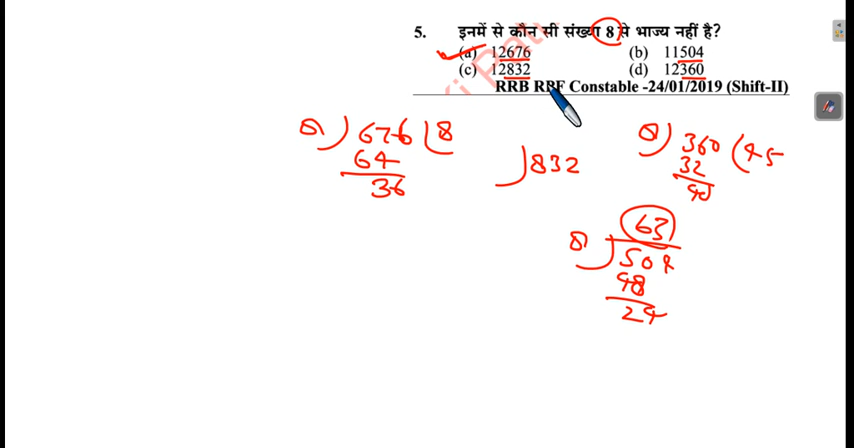 5. इनमें से कौन सी संख्या 8 से भाज्य नहीं है?
(a) 12676 (b) 11504
(c) 12832 (d) 12360
RRB RPF Constable -24/01/2019 (Shift-II)
8 ) 676 ( 8
64
36
) 832
8 ) 360 ( 45
32
40
63
8 ) 504
48
24